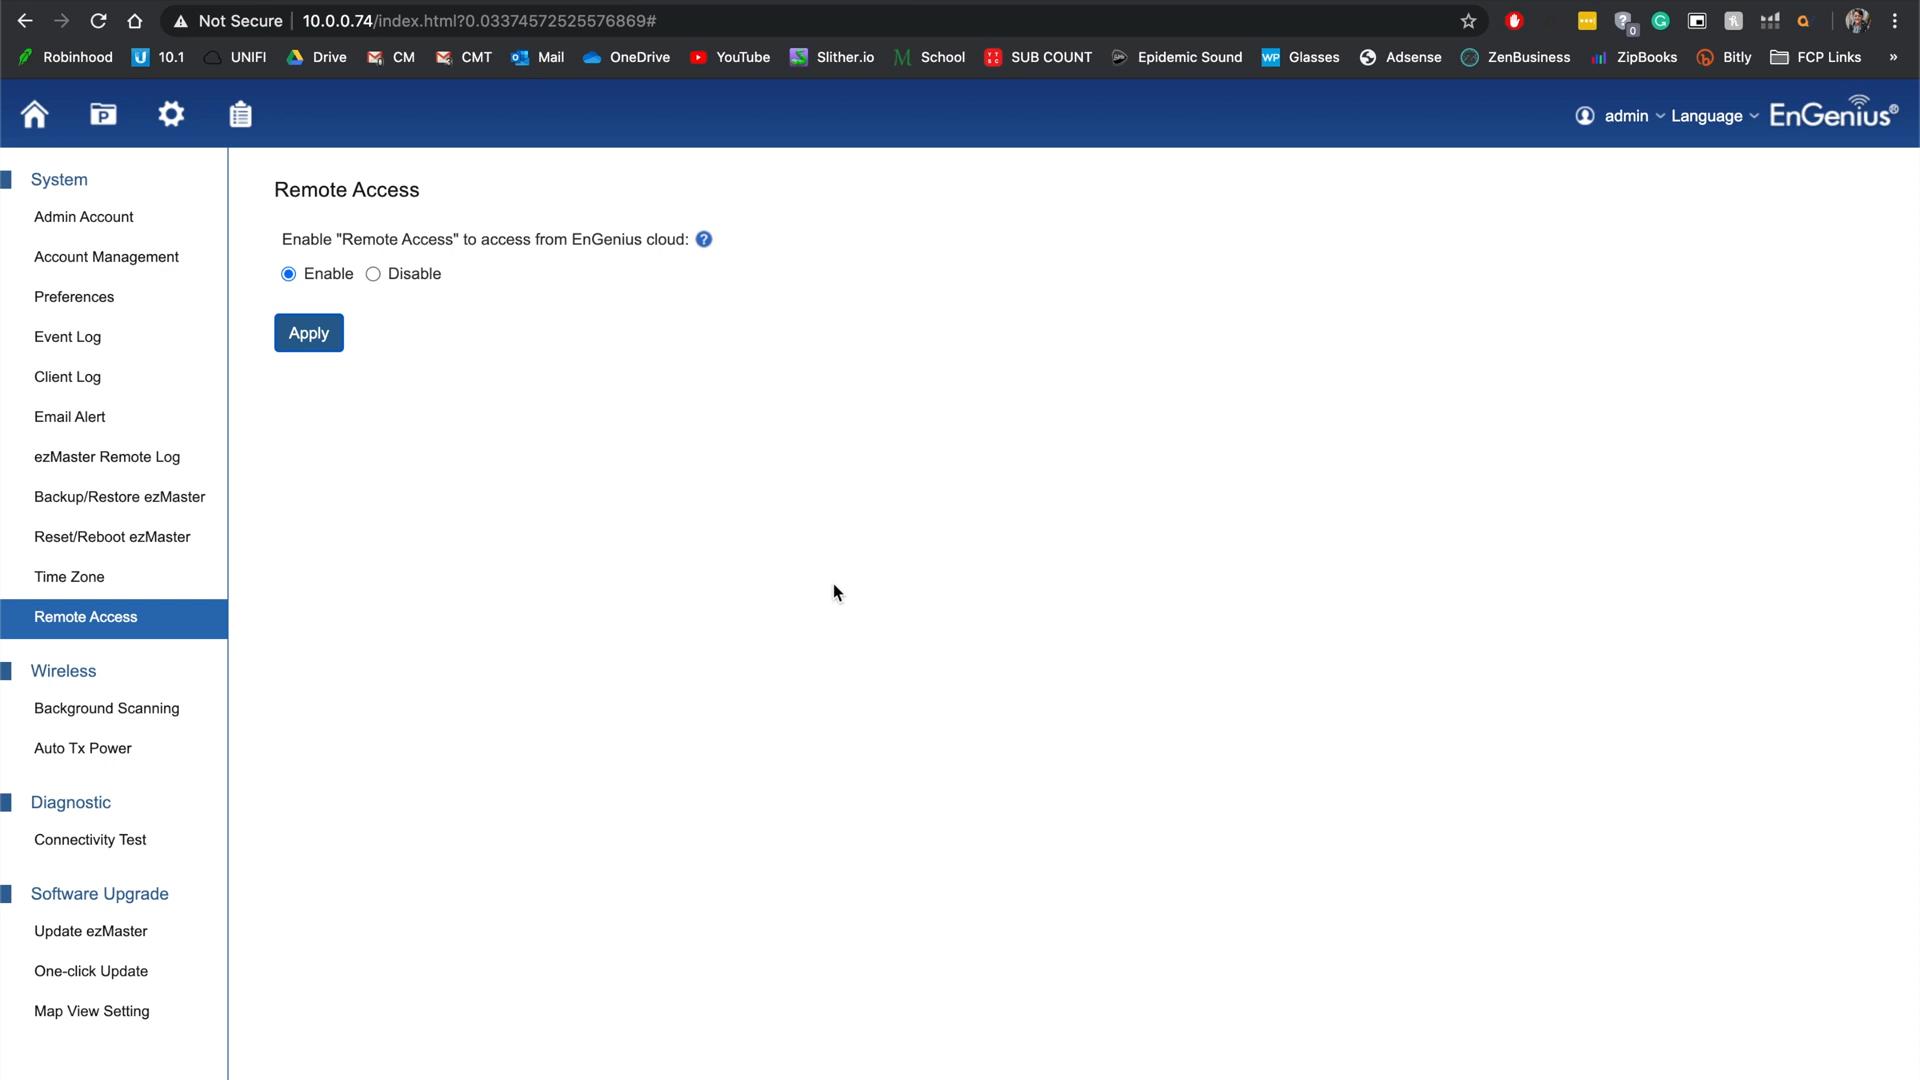 Not Secure 10.0.0.74/index.html?0.03374572525576869#
0
Robinhood 10.1 UNIFI Drive CM CMT Mail OneDrive YouTube Slither.io School SUB COUNT Epidemic Sound WP Glasses Adsense ZenBusiness ZipBooks Bitly FCP Links »
P admin Language EnGenius®
System
Admin Account
Account Management
Preferences
Event Log
Client Log
Email Alert
ezMaster Remote Log
Backup/Restore ezMaster
Reset/Reboot ezMaster
Time Zone
Remote Access
Wireless
Background Scanning
Auto Tx Power
Diagnostic
Connectivity Test
Software Upgrade
Update ezMaster
One-click Update
Map View Setting
Remote Access
Enable "Remote Access" to access from EnGenius cloud: ?
Enable Disable
Apply